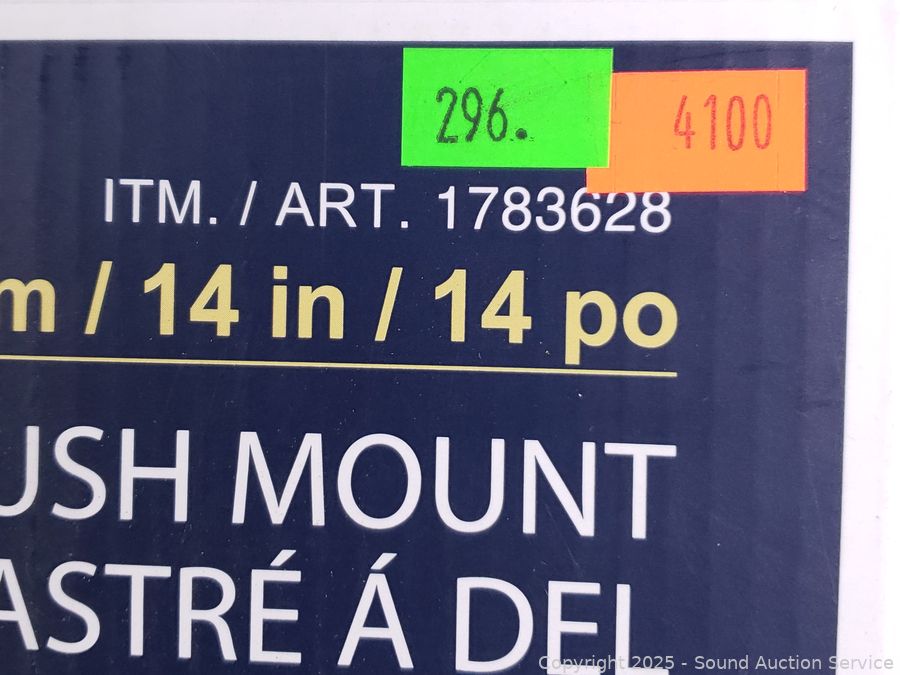 296.
4100
ITM. / ART. 1783628
m / 14 in / 14 po
USH MOUNT
ASTRÉ Á DEL
Copyright 2025 - Sound Auction Service